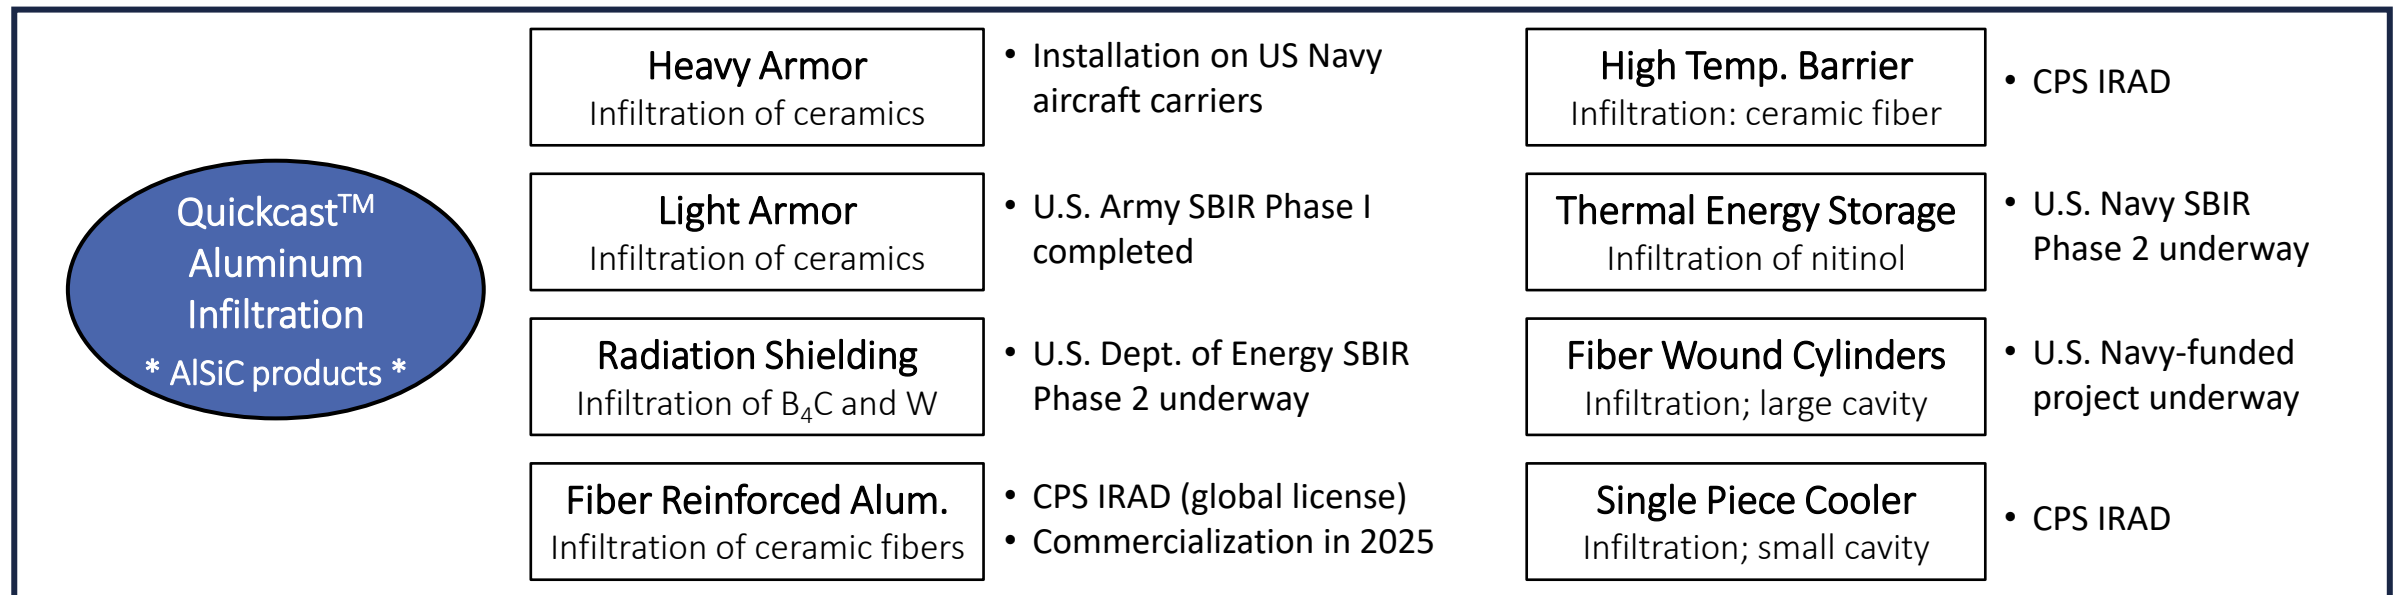 Quickcast™
Aluminum
Infiltration
* AlSiC products *
Heavy Armor
Infiltration of ceramics
• Installation on US Navy
aircraft carriers
Light Armor
Infiltration of ceramics
• U.S. Army SBIR Phase I
completed
Radiation Shielding
Infiltration of B₄C and W
• U.S. Dept. of Energy SBIR
Phase 2 underway
Fiber Reinforced Alum.
Infiltration of ceramic fibers
• CPS IRAD (global license)
• Commercialization in 2025
High Temp. Barrier
Infiltration: ceramic fiber
• CPS IRAD
Thermal Energy Storage
Infiltration of nitinol
• U.S. Navy SBIR
Phase 2 underway
Fiber Wound Cylinders
Infiltration; large cavity
• U.S. Navy-funded
project underway
Single Piece Cooler
Infiltration; small cavity
• CPS IRAD